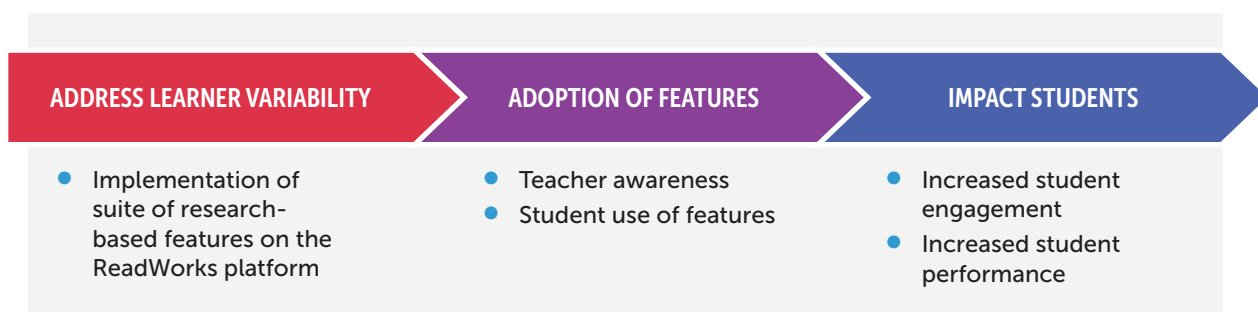 ADDRESS LEARNER VARIABILITY
ADOPTION OF FEATURES
IMPACT STUDENTS
Implementation of
suite of research-
based features on the
ReadWorks platform
Teacher awareness
Student use of features
Increased student
engagement
Increased student
performance